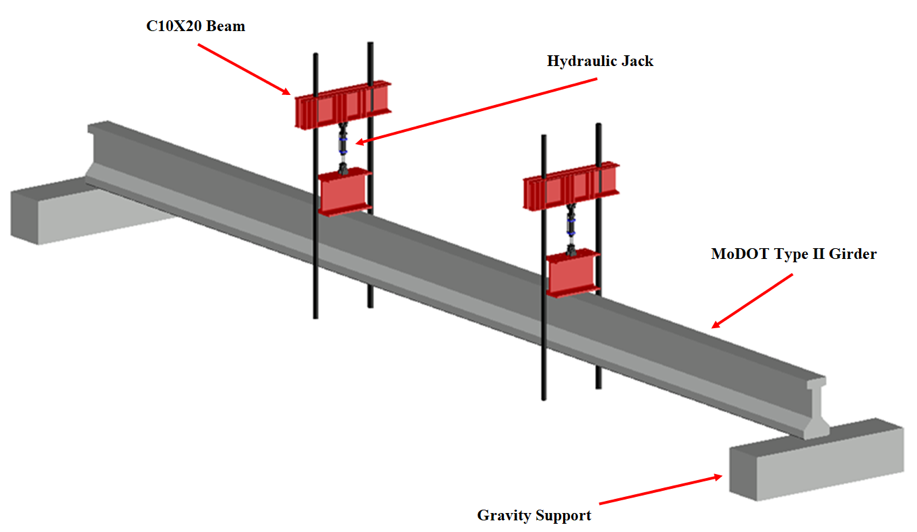 C10X20 Beam
Hydraulic Jack
MoDOT Type II Girder
Gravity Support